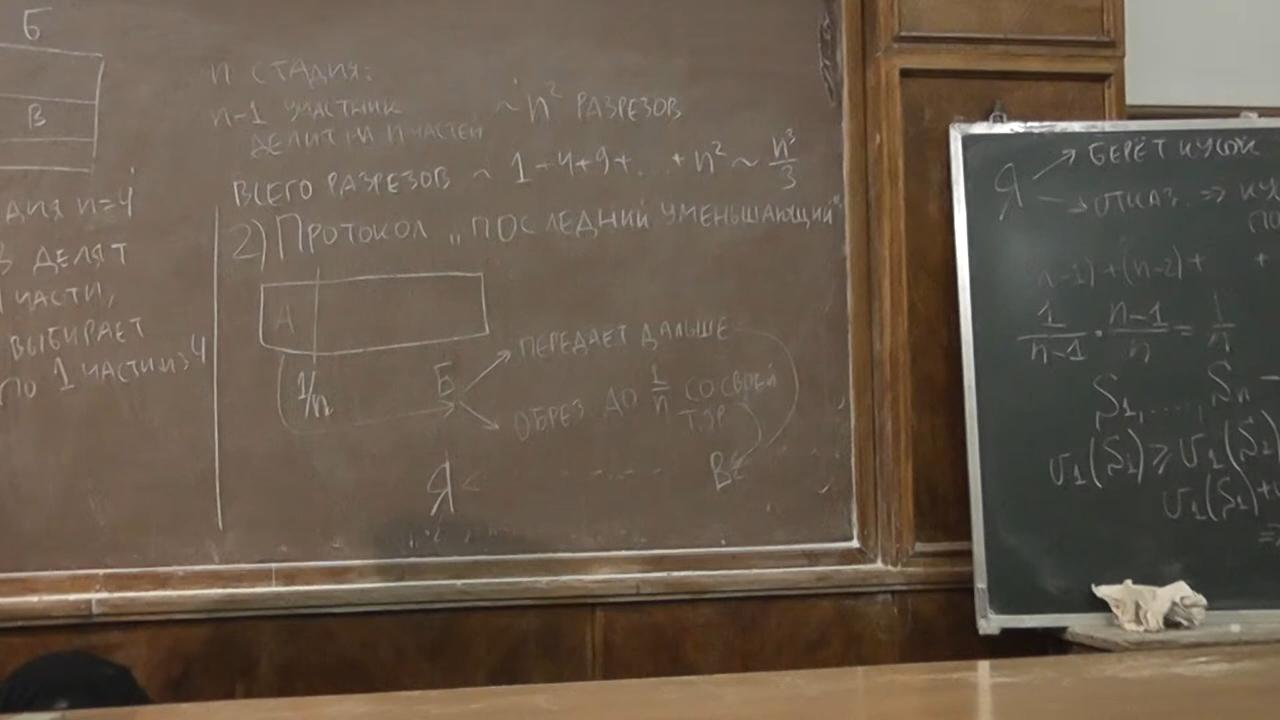 Б
В
ДИЯ n=4
В ДЕЛЯТ
ЧАСТИ,
ВЫБИРАЕТ
ПО 1 ЧАСТИ ИЗ 4
n СТАДИЯ:
n-1 УЧАСТНИК
ДЕЛИТ НА n ЧАСТЕЙ ~ n² РАЗРЕЗОВ
ВСЕГО РАЗРЕЗОВ ~ 1+4+9+...+n² ~ n³/3
2) ПРОТОКОЛ „ПОСЛЕДНИЙ УМЕНЬШАЮЩИЙ"
А
1/n
Б
ПЕРЕДАЕТ ДАЛЬШЕ
ОБРЕЗ. ДО 1/n СО СВОЕЙ
Т.ЗР.
В
Я
Я → БЕРЁТ КУСОК
→ ОТКАЗ. ⇒
n-1)+(n-2)+ +
1/n-1 · n-1/n = 1/n
S₁,...., Sₙ –
v₁(S₁) ⩾ v₁(S₂)
v₁(S₁)+